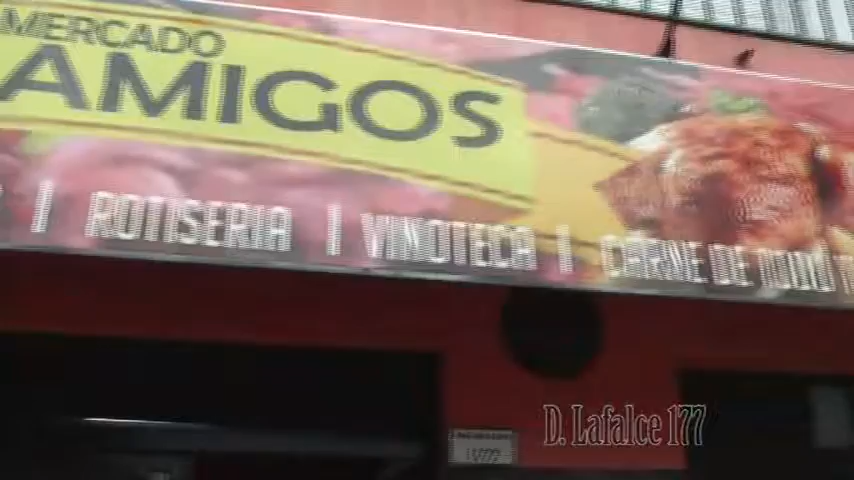 MERCADO
AMIGOS
| ROTISERIA | VINOTECA | CARNE DE
D. Lafalce 177